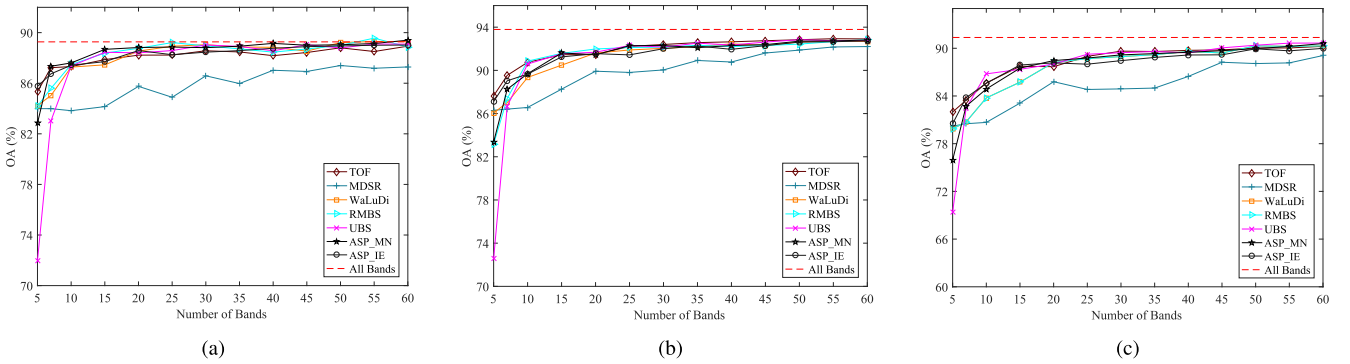 92
90
86
82
78
74
70
OA (%)
5 10 15 20 25 30 35 40 45 50 55 60
Number of Bands
TOF
MDSR
WaLuDi
RMBS
UBS
ASP_MN
ASP_IE
All Bands
(a)
96
94
90
86
82
78
74
70
OA (%)
5 10 15 20 25 30 35 40 45 50 55 60
Number of Bands
TOF
MDSR
WaLuDi
RMBS
UBS
ASP_MN
ASP_IE
All Bands
(b)
95
90
84
78
72
66
60
OA (%)
5 10 15 20 25 30 35 40 45 50 55 60
Number of Bands
TOF
MDSR
WaLuDi
RMBS
UBS
ASP_MN
ASP_IE
All Bands
(c)